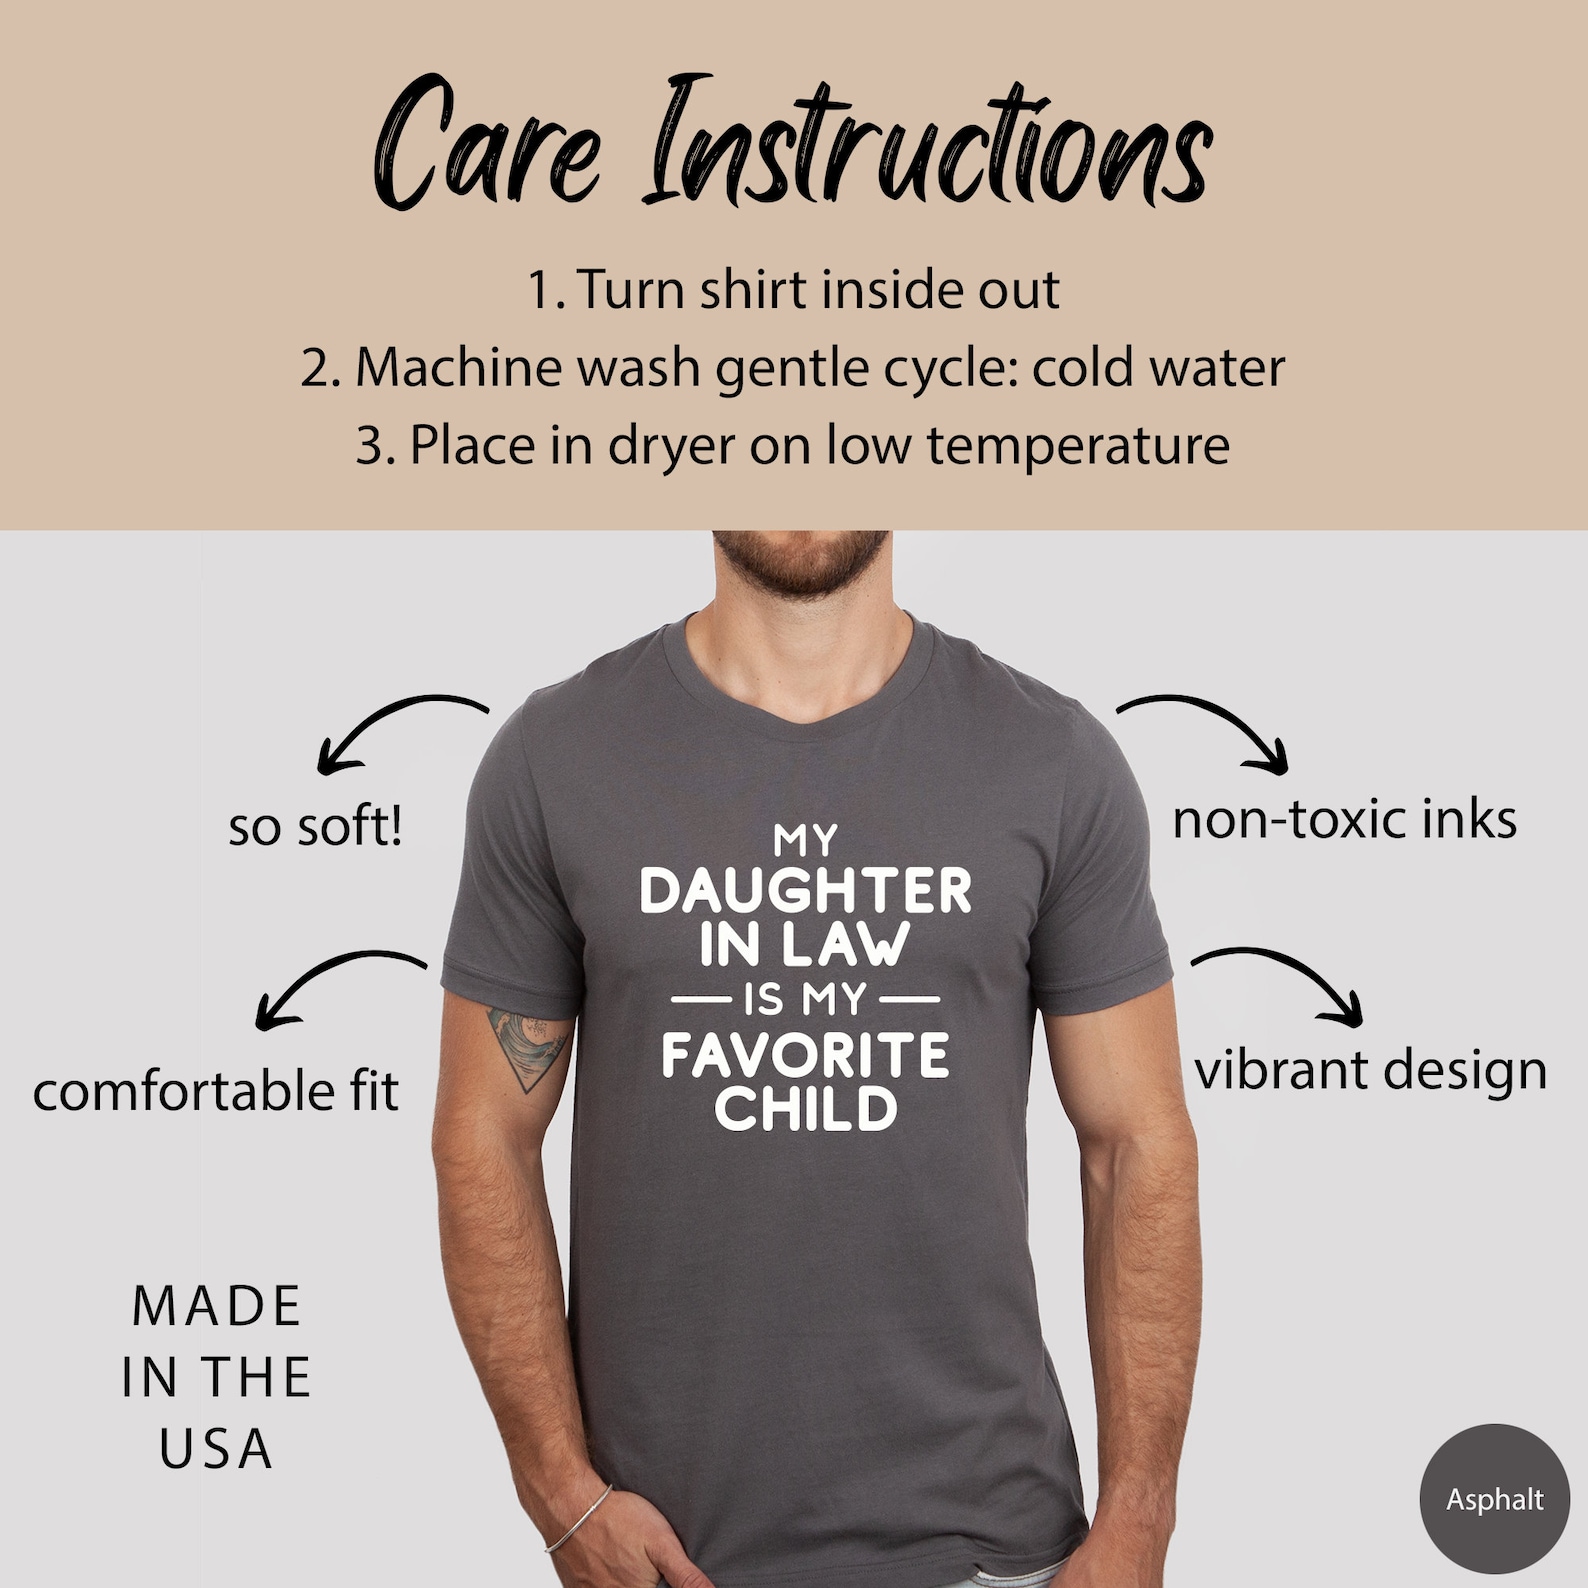 Care Instructions
1. Turn shirt inside out
2. Machine wash gentle cycle: cold water
3. Place in dryer on low temperature
so soft!
non-toxic inks
MY
DAUGHTER
IN LAW
IS MY
FAVORITE
CHILD
comfortable fit
vibrant design
MADE
IN THE
USA
Asphalt